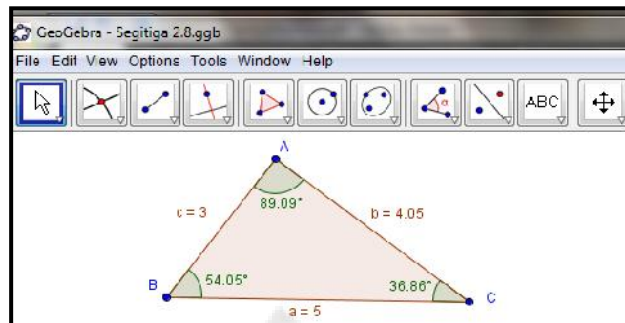 GeoGebra - Segitiga 2.8.ggb
File Edit View Options Tools Window Help
α ABC
A
c = 3
89.09°
b = 4.05
B
54.05°
36.86°
C
a = 5